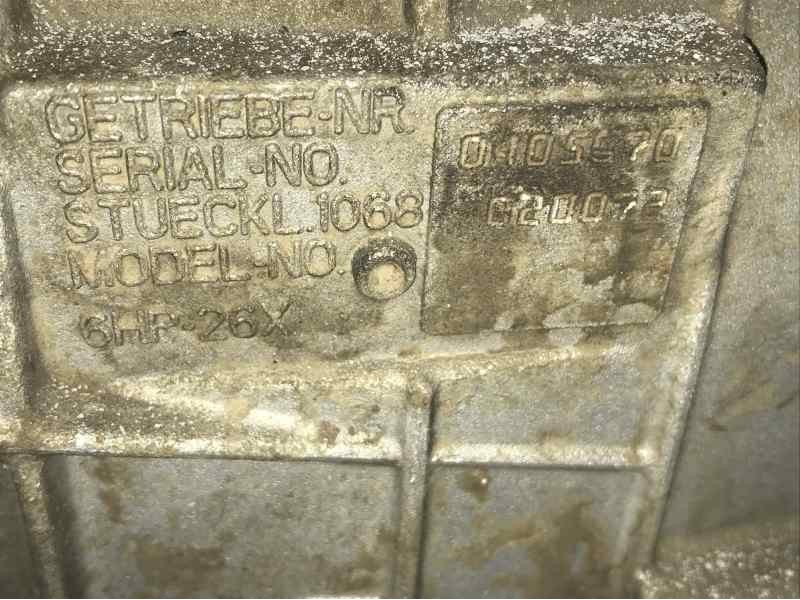 GETRIEBE-NR.
SERIAL-NO.
STUECKL. 1068
MODEL-NO.
6HP-26X